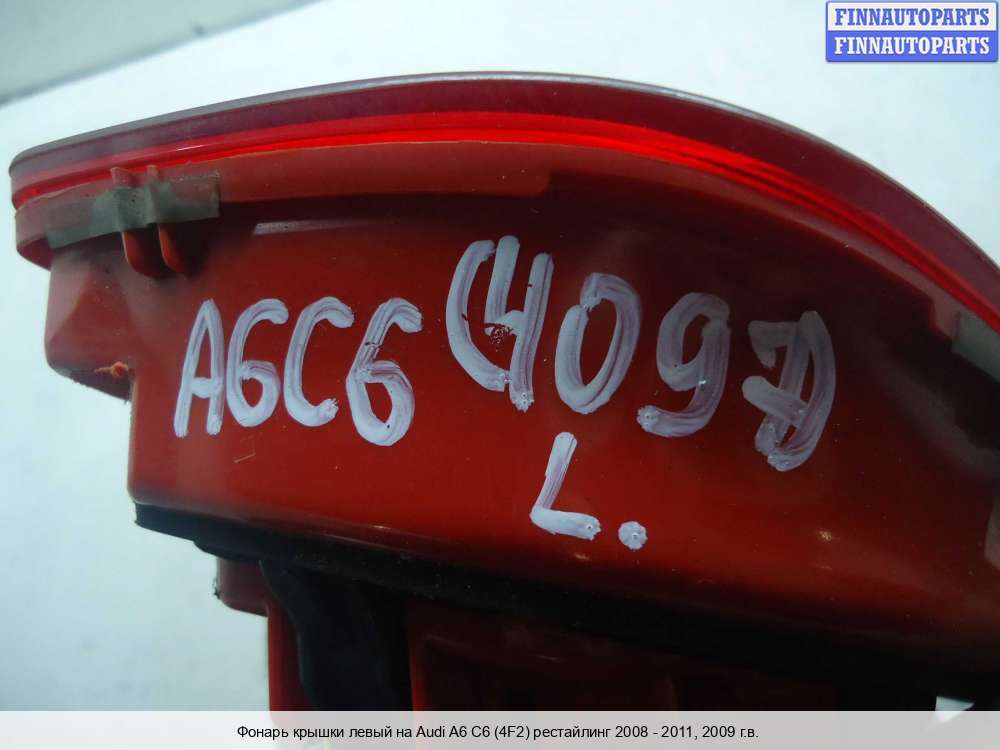 FINNAUTOPARTS
FINNAUTOPARTS
A6C6 (4097)
L.
Фонарь крышки левый на Audi A6 C6 (4F2) рестайлинг 2008 - 2011, 2009 г.в.